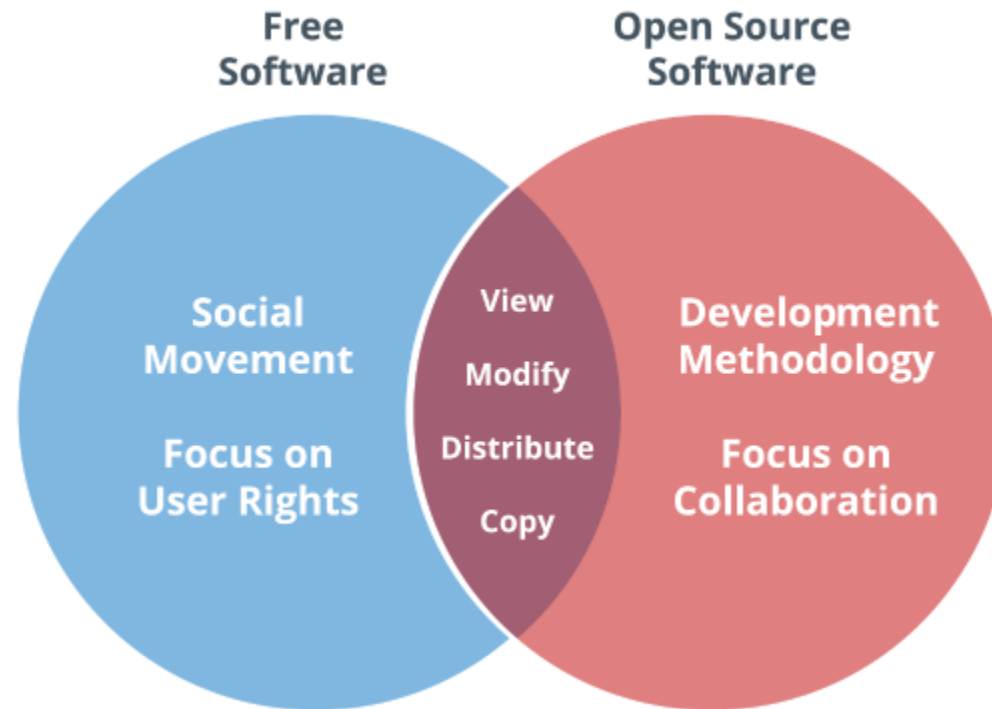 Free
Software
Open Source
Software
Social
Movement
Focus on
User Rights
View
Modify
Distribute
Copy
Development
Methodology
Focus on
Collaboration